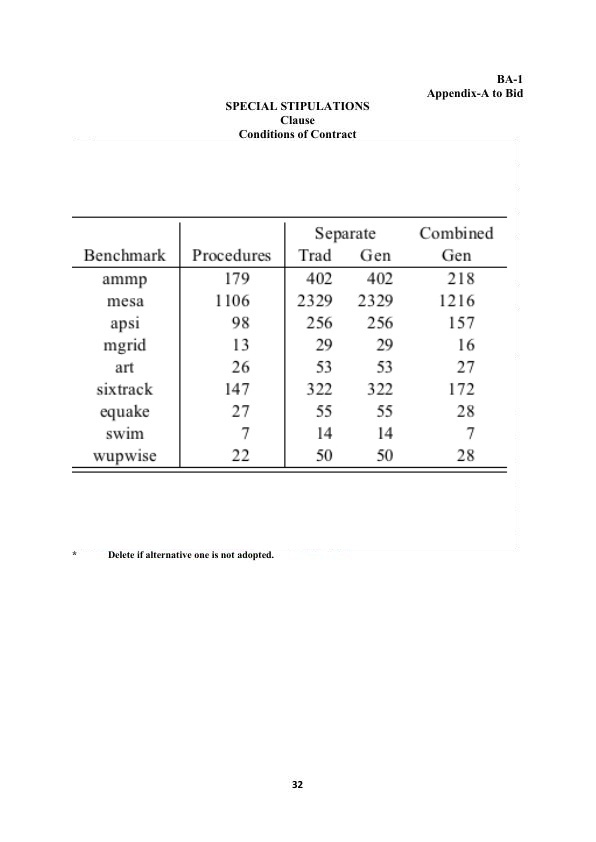 BA-1
Appendix-A to Bid
SPECIAL STIPULATIONS
Clause
Conditions of Contract
Separate Combined
Benchmark Procedures Trad Gen Gen
ammp 179 402 402 218
mesa 1106 2329 2329 1216
apsi 98 256 256 157
mgrid 13 29 29 16
art 26 53 53 27
sixtrack 147 322 322 172
equake 27 55 55 28
swim 7 14 14 7
wupwise 22 50 50 28
* Delete if alternative one is not adopted.
32